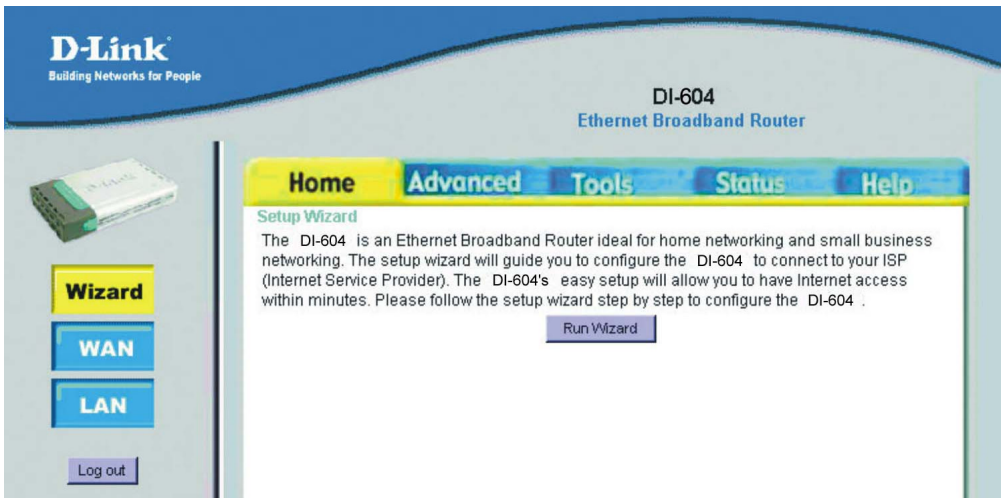 D-Link
Building Networks for People
DI-604
Ethernet Broadband Router
Home Advanced Tools Status Help
Setup Wizard
The DI-604 is an Ethernet Broadband Router ideal for home networking and small business
networking. The setup wizard will guide you to configure the DI-604 to connect to your ISP
(Internet Service Provider). The DI-604's easy setup will allow you to have Internet access
within minutes. Please follow the setup wizard step by step to configure the DI-604 .
Run Wizard
D-Link
Wizard
WAN
LAN
Log out